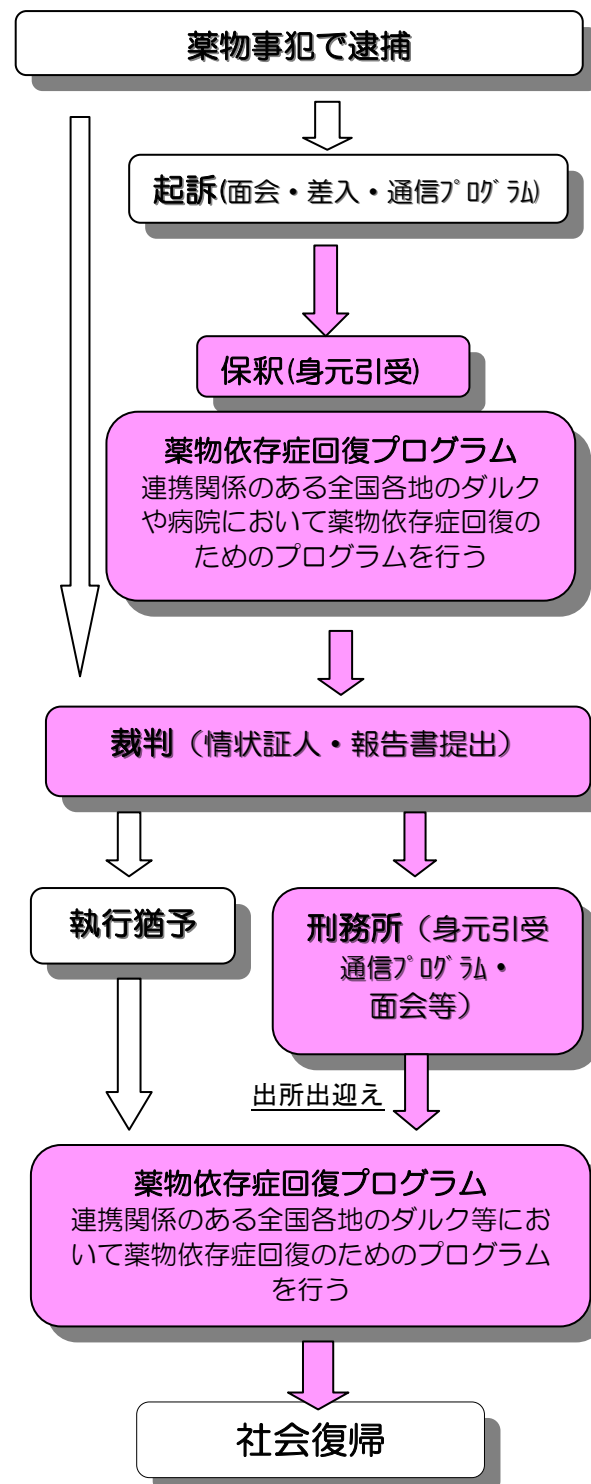 薬物事犯で逮捕
起訴(面会・差入・通信ﾌﾟﾛｸﾞﾗﾑ)
保釈(身元引受)
薬物依存症回復プログラム
連携関係のある全国各地のダルク
や病院において薬物依存症回復の
ためのプログラムを行う
裁判（情状証人・報告書提出）
執行猶予
刑務所（身元引受
通信ﾌﾟﾛｸﾞﾗﾑ・
面会等）
出所出迎え
薬物依存症回復プログラム
連携関係のある全国各地のダルク等にお
いて薬物依存症回復のためのプログラム
を行う
社会復帰